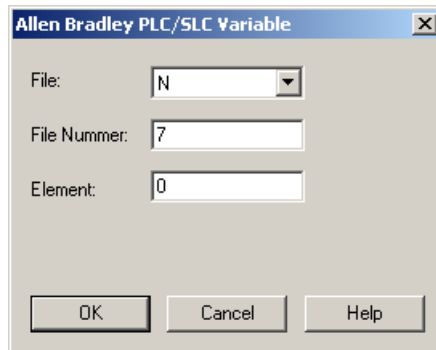 Allen Bradley PLC/SLC Variable
File: N
File Nummer: 7
Element: 0
OK Cancel Help